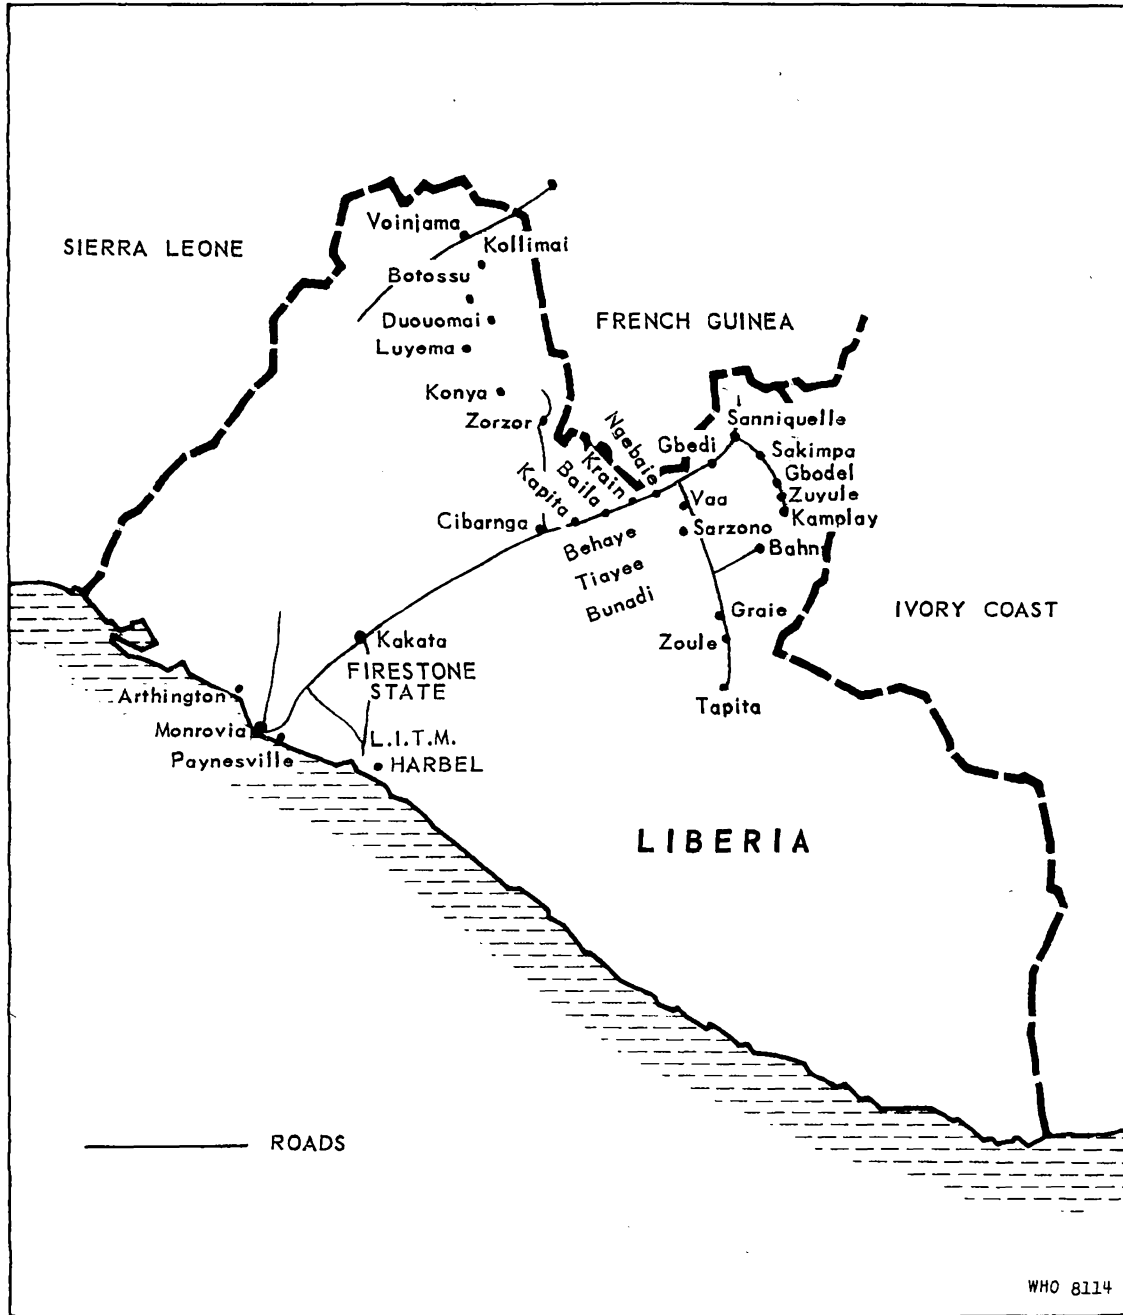 SIERRA LEONE
Voinjama
Kollimai
Botossu
Duouomai
Luyema
FRENCH GUINEA
Konya
Zorzor
Ngebaie
Krain
Baila
Kapita
Gbedi
Sanniquelle
Sakimpa
Gbodel
Zuyule
Kamplay
Cibarnga
Vaa
Sarzono
Behaye
Tiayee
Bunadi
Bahn
IVORY COAST
Graie
Zoule
Tapita
Kakata
FIRESTONE
STATE
Arthington
Monrovia
Paynesville
L.I.T.M.
HARBEL
LIBERIA
ROADS
WHO 8114